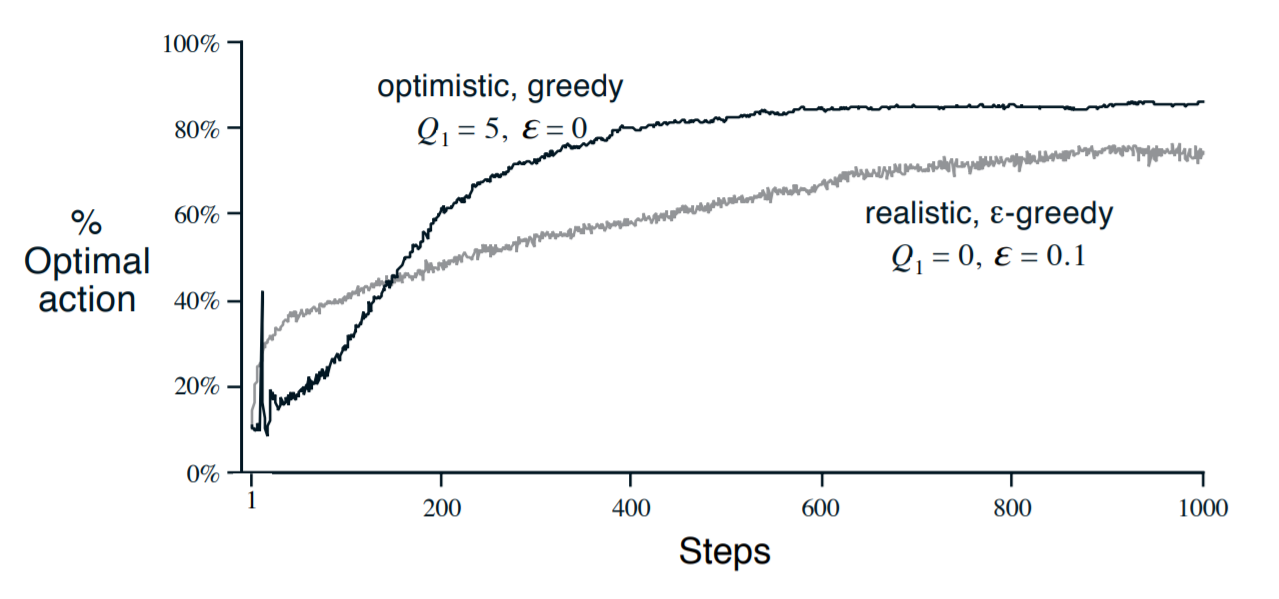 100%
80%
60%
40%
20%
0%
%
Optimal
action
optimistic, greedy
Q₁ = 5, ε = 0
realistic, ε-greedy
Q₁ = 0, ε = 0.1
1
200
400
600
800
1000
Steps